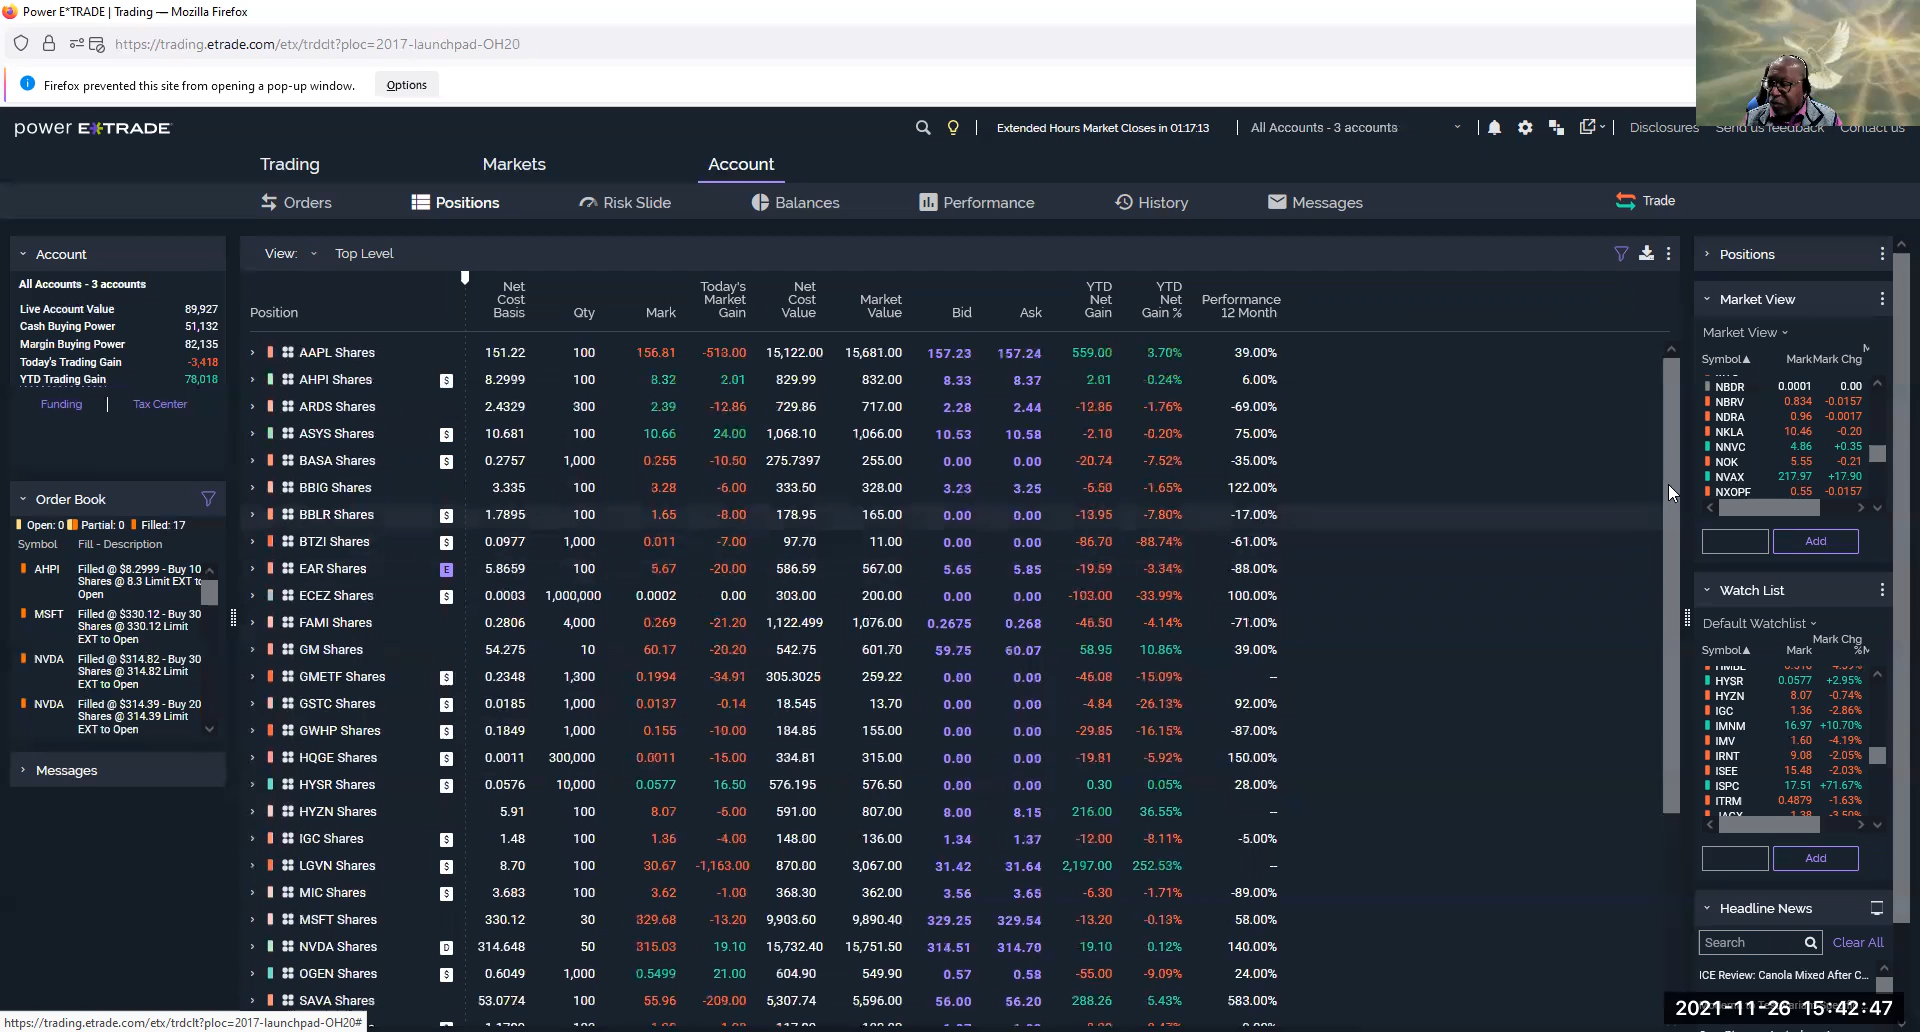 Power E*TRADE | Trading — Mozilla Firefox
https://trading.etrade.com/etx/trdclt?ploc=2017-launchpad-OH20
Firefox prevented this site from opening a pop-up window. Options
power E*TRADE
Extended Hours Market Closes in 01:17:13 All Accounts - 3 accounts Disclosures Send us feedback Contact us
Trading Markets Account
Orders Positions Risk Slide Balances Performance History Messages Trade
Account
All Accounts - 3 accounts
Live Account Value 89,927
Cash Buying Power 51,132
Margin Buying Power 82,135
Today's Trading Gain -3,418
YTD Trading Gain 78,018
Funding | Tax Center
Order Book
Open: 0 Partial: 0 Filled: 17
Symbol Fill - Description
AHPI Filled @ $8.2999 - Buy 10
Shares @ 8.3 Limit EXT to
Open
MSFT Filled @ $330.12 - Buy 30
Shares @ 330.12 Limit
EXT to Open
NVDA Filled @ $314.82 - Buy 30
Shares @ 314.82 Limit
EXT to Open
NVDA Filled @ $314.39 - Buy 20
Shares @ 314.39 Limit
EXT to Open
Messages
View: Top Level
Position Net Cost Basis Qty Mark Today's Market Gain Net Cost Value Market Value Bid Ask YTD Net Gain YTD Net Gain % Performance 12 Month
AAPL Shares 151.22 100 156.81 -513.00 15,122.00 15,681.00 157.23 157.24 559.00 3.70% 39.00%
AHPI Shares $ 8.2999 100 8.32 2.01 829.99 832.00 8.33 8.37 2.01 0.24% 6.00%
ARDS Shares 2.4329 300 2.39 -12.86 729.86 717.00 2.28 2.44 -12.86 -1.76% -69.00%
ASYS Shares $ 10.681 100 10.66 24.00 1,068.10 1,066.00 10.53 10.58 -2.10 -0.20% 75.00%
BASA Shares $ 0.2757 1,000 0.255 -10.50 275.7397 255.00 0.00 0.00 -20.74 -7.52% -35.00%
BBIG Shares 3.335 100 3.28 -6.00 333.50 328.00 3.23 3.25 -5.50 -1.65% 122.00%
BBLR Shares $ 1.7895 100 1.65 -8.00 178.95 165.00 0.00 0.00 -13.95 -7.80% -17.00%
BTZI Shares $ 0.0977 1,000 0.011 -7.00 97.70 11.00 0.00 0.00 -86.70 -88.74% -61.00%
EAR Shares E 5.8659 100 5.67 -20.00 586.59 567.00 5.65 5.85 -19.59 -3.34% -88.00%
ECEZ Shares $ 0.0003 1,000,000 0.0002 0.00 303.00 200.00 0.00 0.00 -103.00 -33.99% 100.00%
FAMI Shares 0.2806 4,000 0.269 -21.20 1,122.499 1,076.00 0.2675 0.268 -46.50 -4.14% -71.00%
GM Shares 54.275 10 60.17 -20.20 542.75 601.70 59.75 60.07 58.95 10.86% 39.00%
GMETF Shares $ 0.2348 1,300 0.1994 -34.91 305.3025 259.22 0.00 0.00 -46.08 -15.09% --
GSTC Shares $ 0.0185 1,000 0.0137 -0.14 18.545 13.70 0.00 0.00 -4.84 -26.13% 92.00%
GWHP Shares $ 0.1849 1,000 0.155 -10.00 184.85 155.00 0.00 0.00 -29.85 -16.15% -87.00%
HQGE Shares $ 0.0011 300,000 0.0011 -15.00 334.81 315.00 0.00 0.00 -19.81 -5.92% 150.00%
HYSR Shares $ 0.0576 10,000 0.0577 16.50 576.195 576.50 0.00 0.00 0.30 0.05% 28.00%
HYZN Shares 5.91 100 8.07 -6.00 591.00 807.00 8.00 8.15 216.00 36.55% --
IGC Shares $ 1.48 100 1.36 -4.00 148.00 136.00 1.34 1.37 -12.00 -8.11% -5.00%
LGVN Shares $ 8.70 100 30.67 -1,163.00 870.00 3,067.00 31.42 31.64 2,197.00 252.53% --
MIC Shares $ 3.683 100 3.62 -1.00 368.30 362.00 3.56 3.65 -6.30 -1.71% -89.00%
MSFT Shares 330.12 30 329.68 -13.20 9,903.60 9,890.40 329.25 329.54 -13.20 -0.13% 58.00%
NVDA Shares D 314.648 50 315.03 19.10 15,732.40 15,751.50 314.51 314.70 19.10 0.12% 140.00%
OGEN Shares $ 0.6049 1,000 0.5499 21.00 604.90 549.90 0.57 0.58 -55.00 -9.09% 24.00%
SAVA Shares 53.0774 100 55.96 -209.00 5,307.74 5,596.00 56.00 56.20 288.26 5.43% 583.00%
Positions
Market View
Market View
Symbol▲ Mark Mark Chg
NBDR 0.0001 0.00
NBRV 0.834 -0.0157
NDRA 0.96 -0.0017
NKLA 10.46 -0.20
NNVC 4.86 +0.35
NOK 5.55 -0.21
NVAX 217.97 +17.90
NXOPF 0.55 -0.0157
Add
Watch List
Default Watchlist
Symbol▲ Mark Mark Chg %
HYSR 0.0577 +2.95%
HYZN 8.07 -0.74%
IGC 1.36 -2.86%
IMNM 16.97 +10.70%
IMV 1.60 -4.19%
IRNT 9.08 -2.05%
ISEE 15.48 -2.03%
ISPC 17.51 +71.67%
ITRM 0.4879 -1.63%
Add
Headline News
Search Clear All
ICE Review: Canola Mixed After C...
2021-11-26 15:42:47
https://trading.etrade.com/etx/trdclt?ploc=2017-launchpad-OH20#